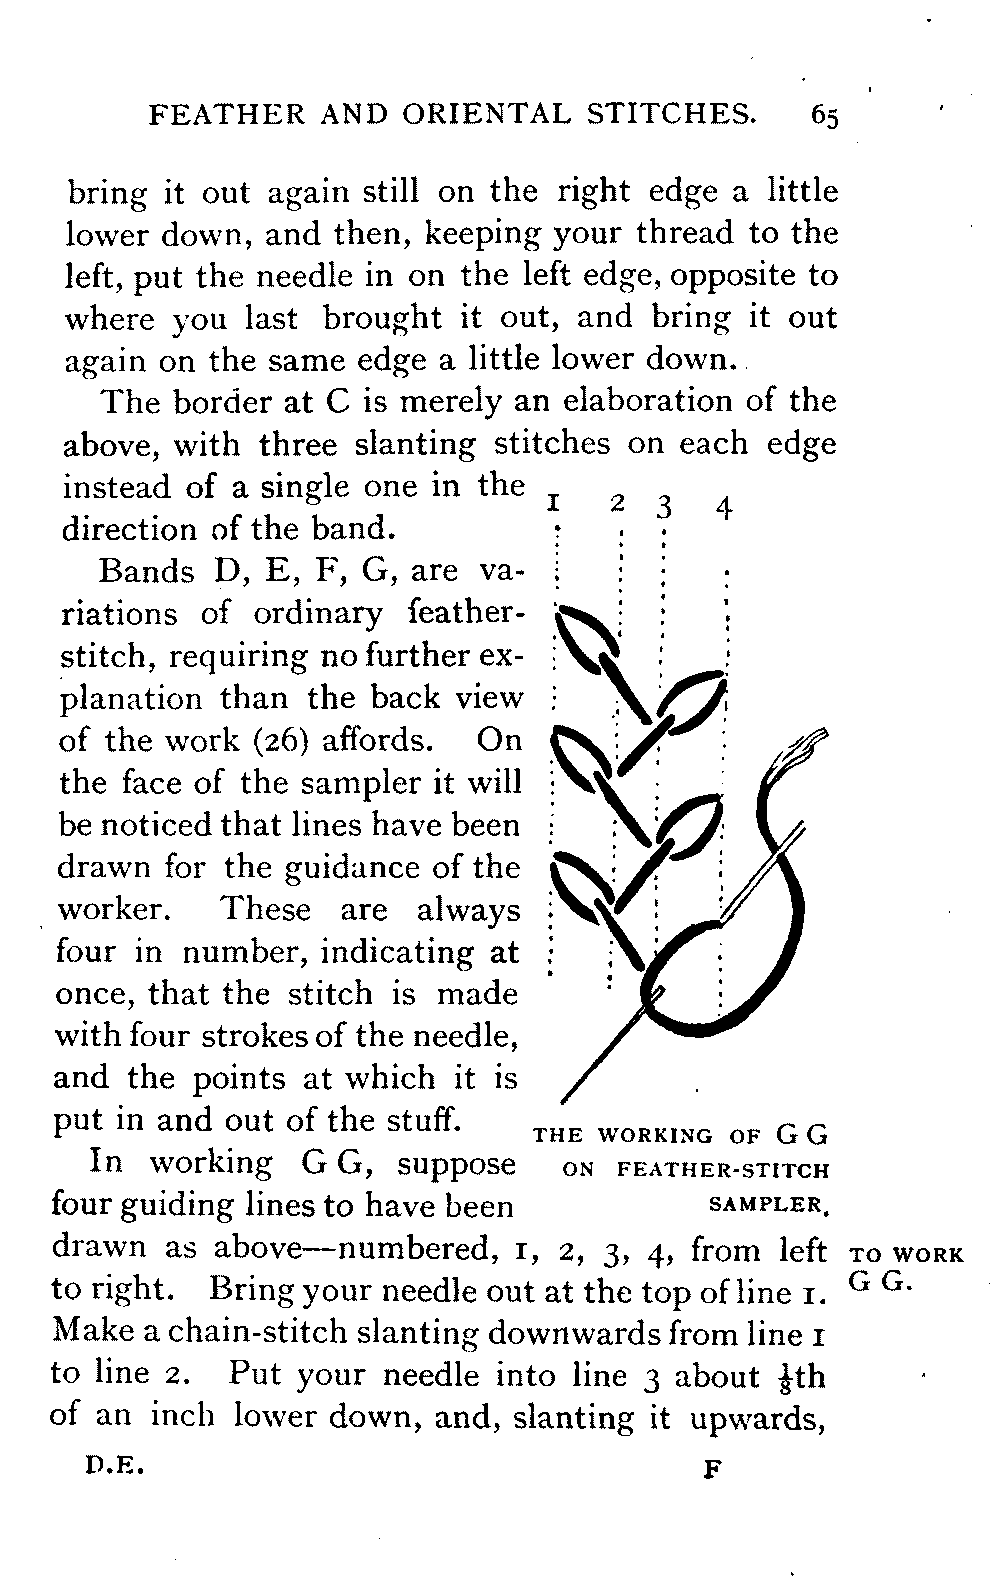 FEATHER AND ORIENTAL STITCHES. 65
bring it out again still on the right edge a little
lower down, and then, keeping your thread to the
left, put the needle in on the left edge, opposite to
where you last brought it out, and bring it out
again on the same edge a little lower down.
The border at C is merely an elaboration of the
above, with three slanting stitches on each edge
instead of a single one in the
direction of the band.
Bands D, E, F, G, are va-
riations of ordinary feather-
stitch, requiring no further ex-
planation than the back view
of the work (26) affords. On
the face of the sampler it will
be noticed that lines have been
drawn for the guidance of the
worker. These are always
four in number, indicating at
once, that the stitch is made
with four strokes of the needle,
and the points at which it is
put in and out of the stuff.
In working G G, suppose
four guiding lines to have been
1 2 3 4
THE WORKING OF G G
ON FEATHER-STITCH
SAMPLER.
drawn as above—numbered, 1, 2, 3, 4, from left
to right. Bring your needle out at the top of line 1.
Make a chain-stitch slanting downwards from line 1
to line 2. Put your needle into line 3 about ⅛th
of an inch lower down, and, slanting it upwards,
TO WORK
G G.
D.E. F